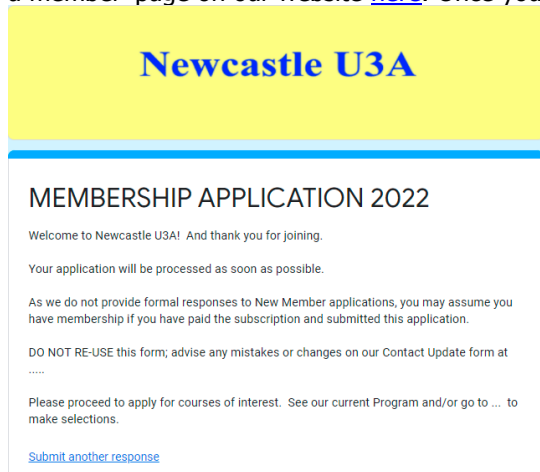 a member' page on our website here. Once you
Newcastle U3A
MEMBERSHIP APPLICATION 2022
Welcome to Newcastle U3A! And thank you for joining.
Your application will be processed as soon as possible.
As we do not provide formal responses to New Member applications, you may assume you
have membership if you have paid the subscription and submitted this application.
DO NOT RE-USE this form; advise any mistakes or changes on our Contact Update form at
.....
Please proceed to apply for courses of interest. See our current Program and/or go to ... to
make selections.
Submit another response